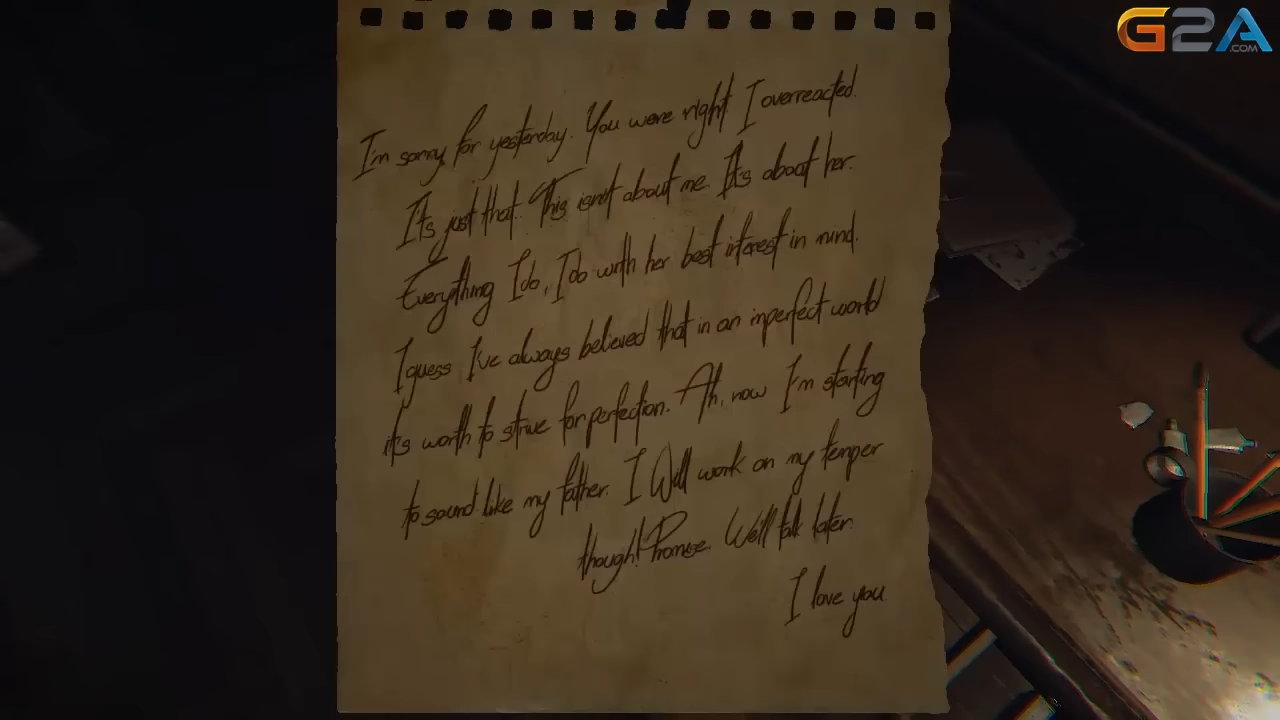 G2A
.COM
I'm sorry for yesterday. You were right I overreacted.
It's just that.. This isn't about me. It's about her.
Everything I do, I do with her best interest in mind.
I guess I've always believed that in an imperfect world
it's worth to strive for perfection. Ah, now I'm starting
to sound like my father. I Will work on my temper
though! Promise. We'll talk later.
I love you